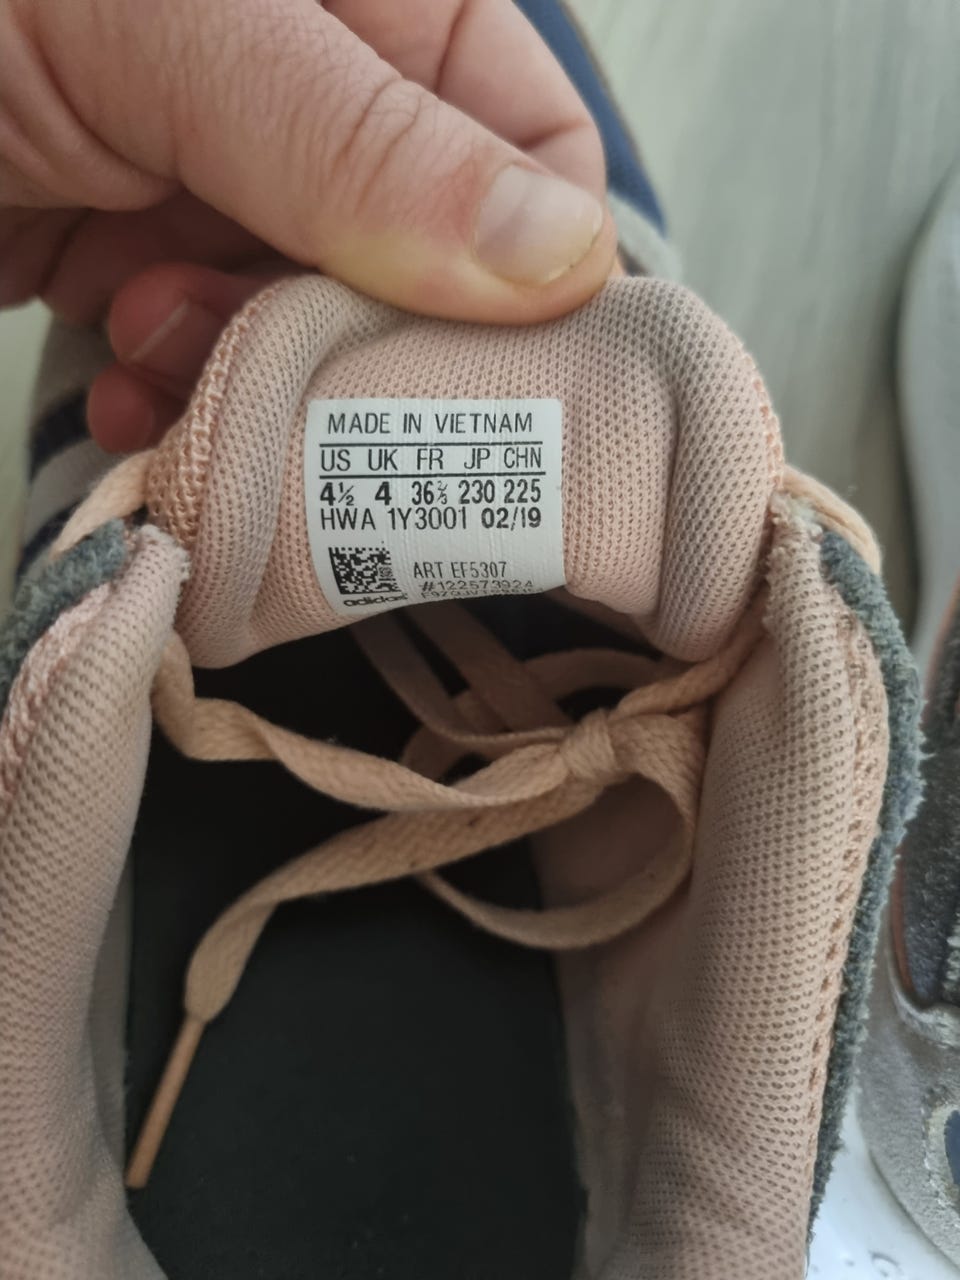 MADE IN VIETNAM
US UK FR JP CHN
4½ 4 36⅔ 230 225
HWA 1Y3001 02/19
ART EF5307
#122573924
adidas